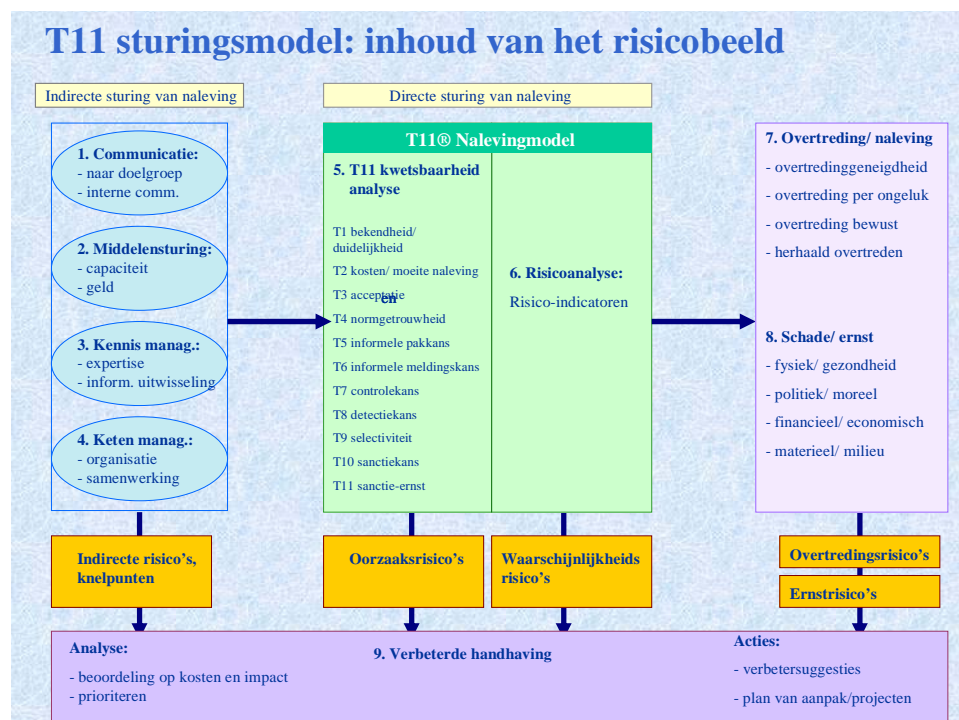 T11 sturingsmodel: inhoud van het risicobeeld
Indirecte sturing van naleving
Directe sturing van naleving
1. Communicatie:
- naar doelgroep
- interne comm.
2. Middelensturing:
- capaciteit
- geld
3. Kennis manag.:
- expertise
- inform. uitwisseling
4. Keten manag.:
- organisatie
- samenwerking
T11® Nalevingmodel
5. T11 kwetsbaarheid
analyse
T1 bekendheid/
duidelijkheid
T2 kosten/ moeite naleving
T3 acceptatie
en
T4 normgetrouwheid
T5 informele pakkans
T6 informele meldingskans
T7 controlekans
T8 detectiekans
T9 selectiviteit
T10 sanctiekans
T11 sanctie-ernst
6. Risicoanalyse:
Risico-indicatoren
7. Overtreding/ naleving
- overtredinggeneigdheid
- overtreding per ongeluk
- overtreding bewust
- herhaald overtreden
8. Schade/ ernst
- fysiek/ gezondheid
- politiek/ moreel
- financieel/ economisch
- materieel/ milieu
Indirecte risico’s,
knelpunten
Oorzaaksrisico’s
Waarschijnlijkheids
risico’s
Overtredingsrisico’s
Ernstrisico’s
Analyse:
- beoordeling op kosten en impact
- prioriteren
9. Verbeterde handhaving
Acties:
- verbetersuggesties
- plan van aanpak/projecten